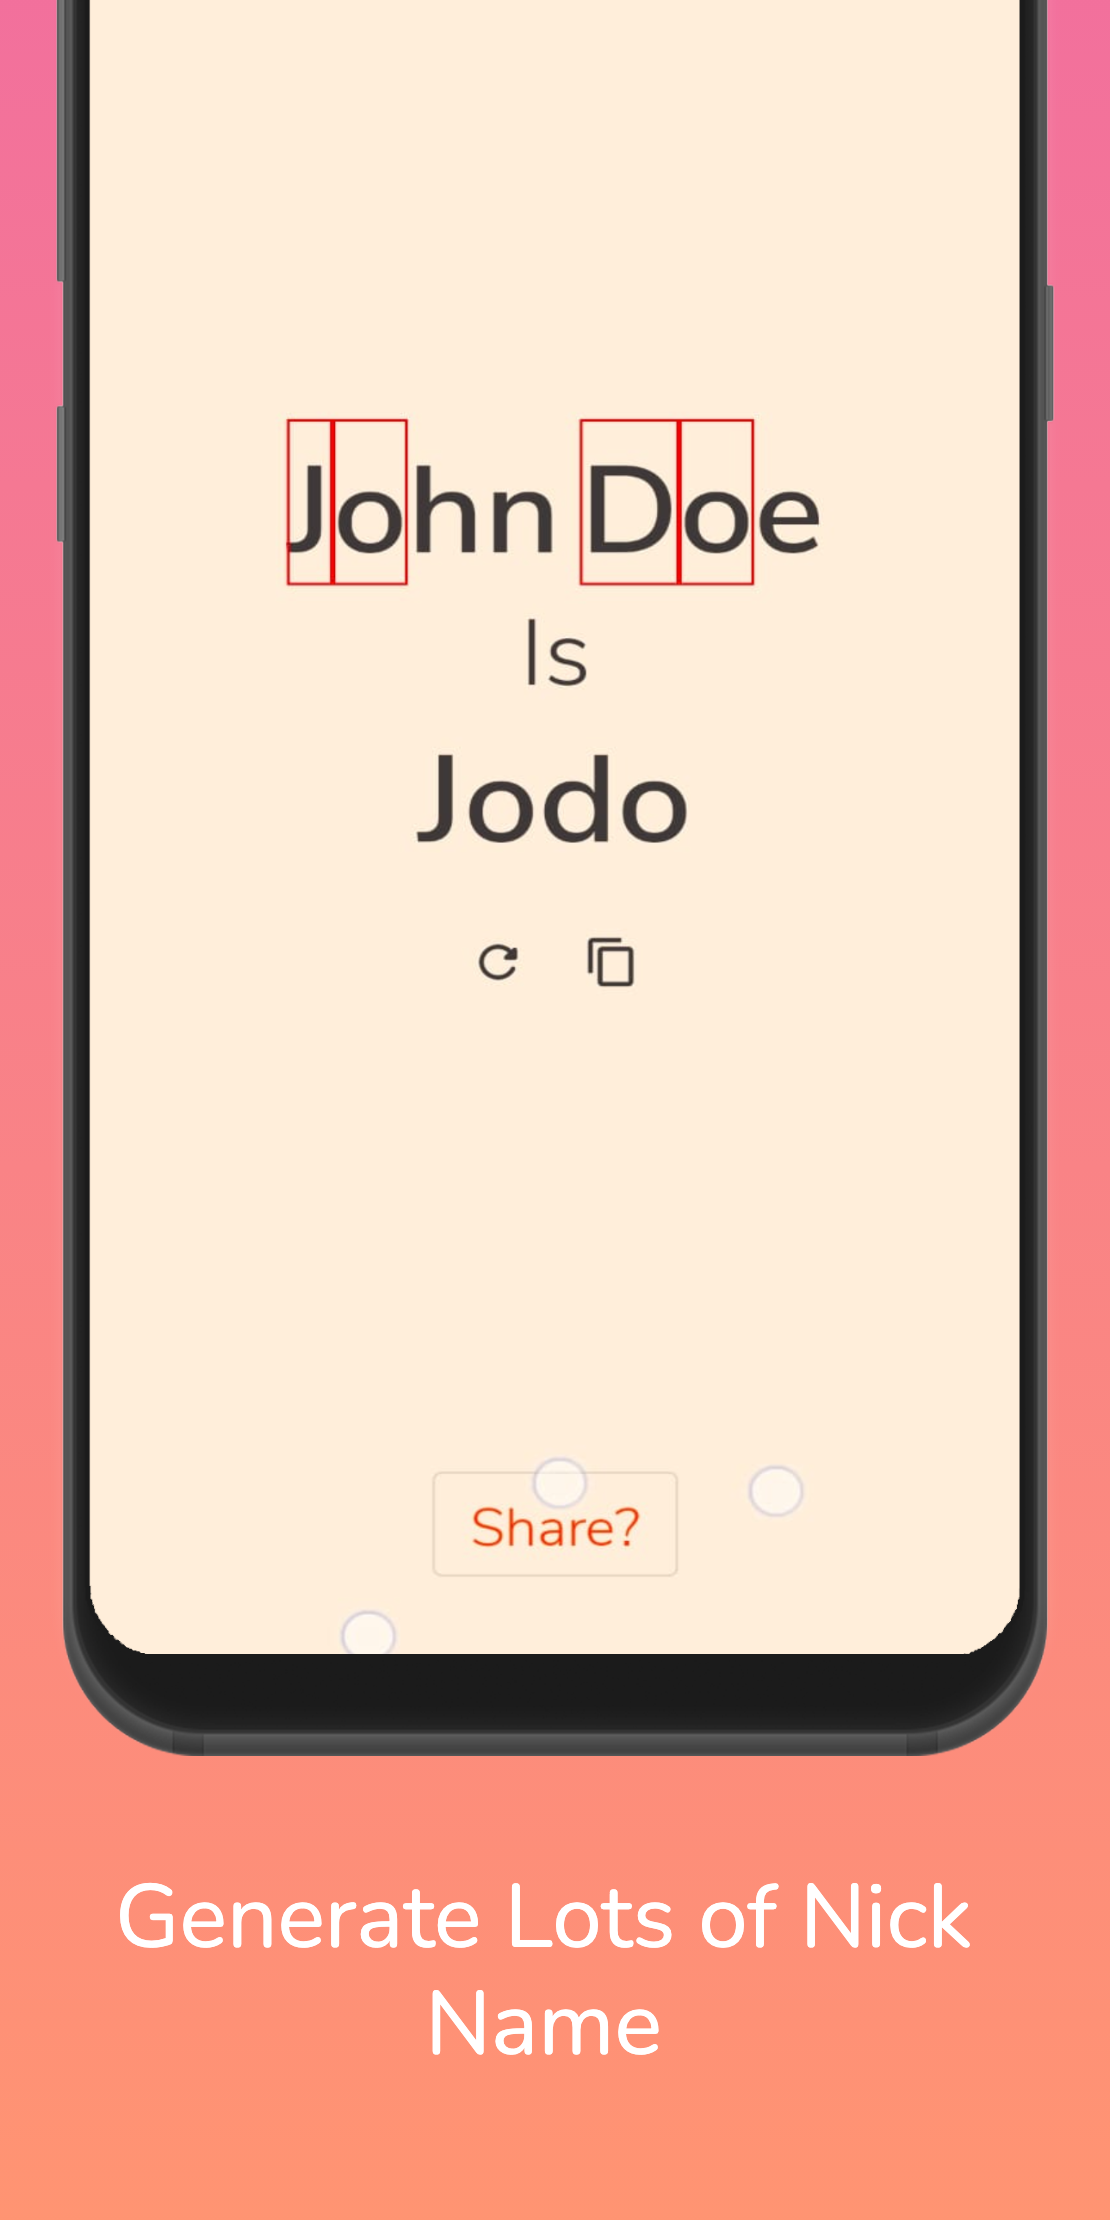 John Doe
Is
Jodo
Share?
Generate Lots of Nick
Name